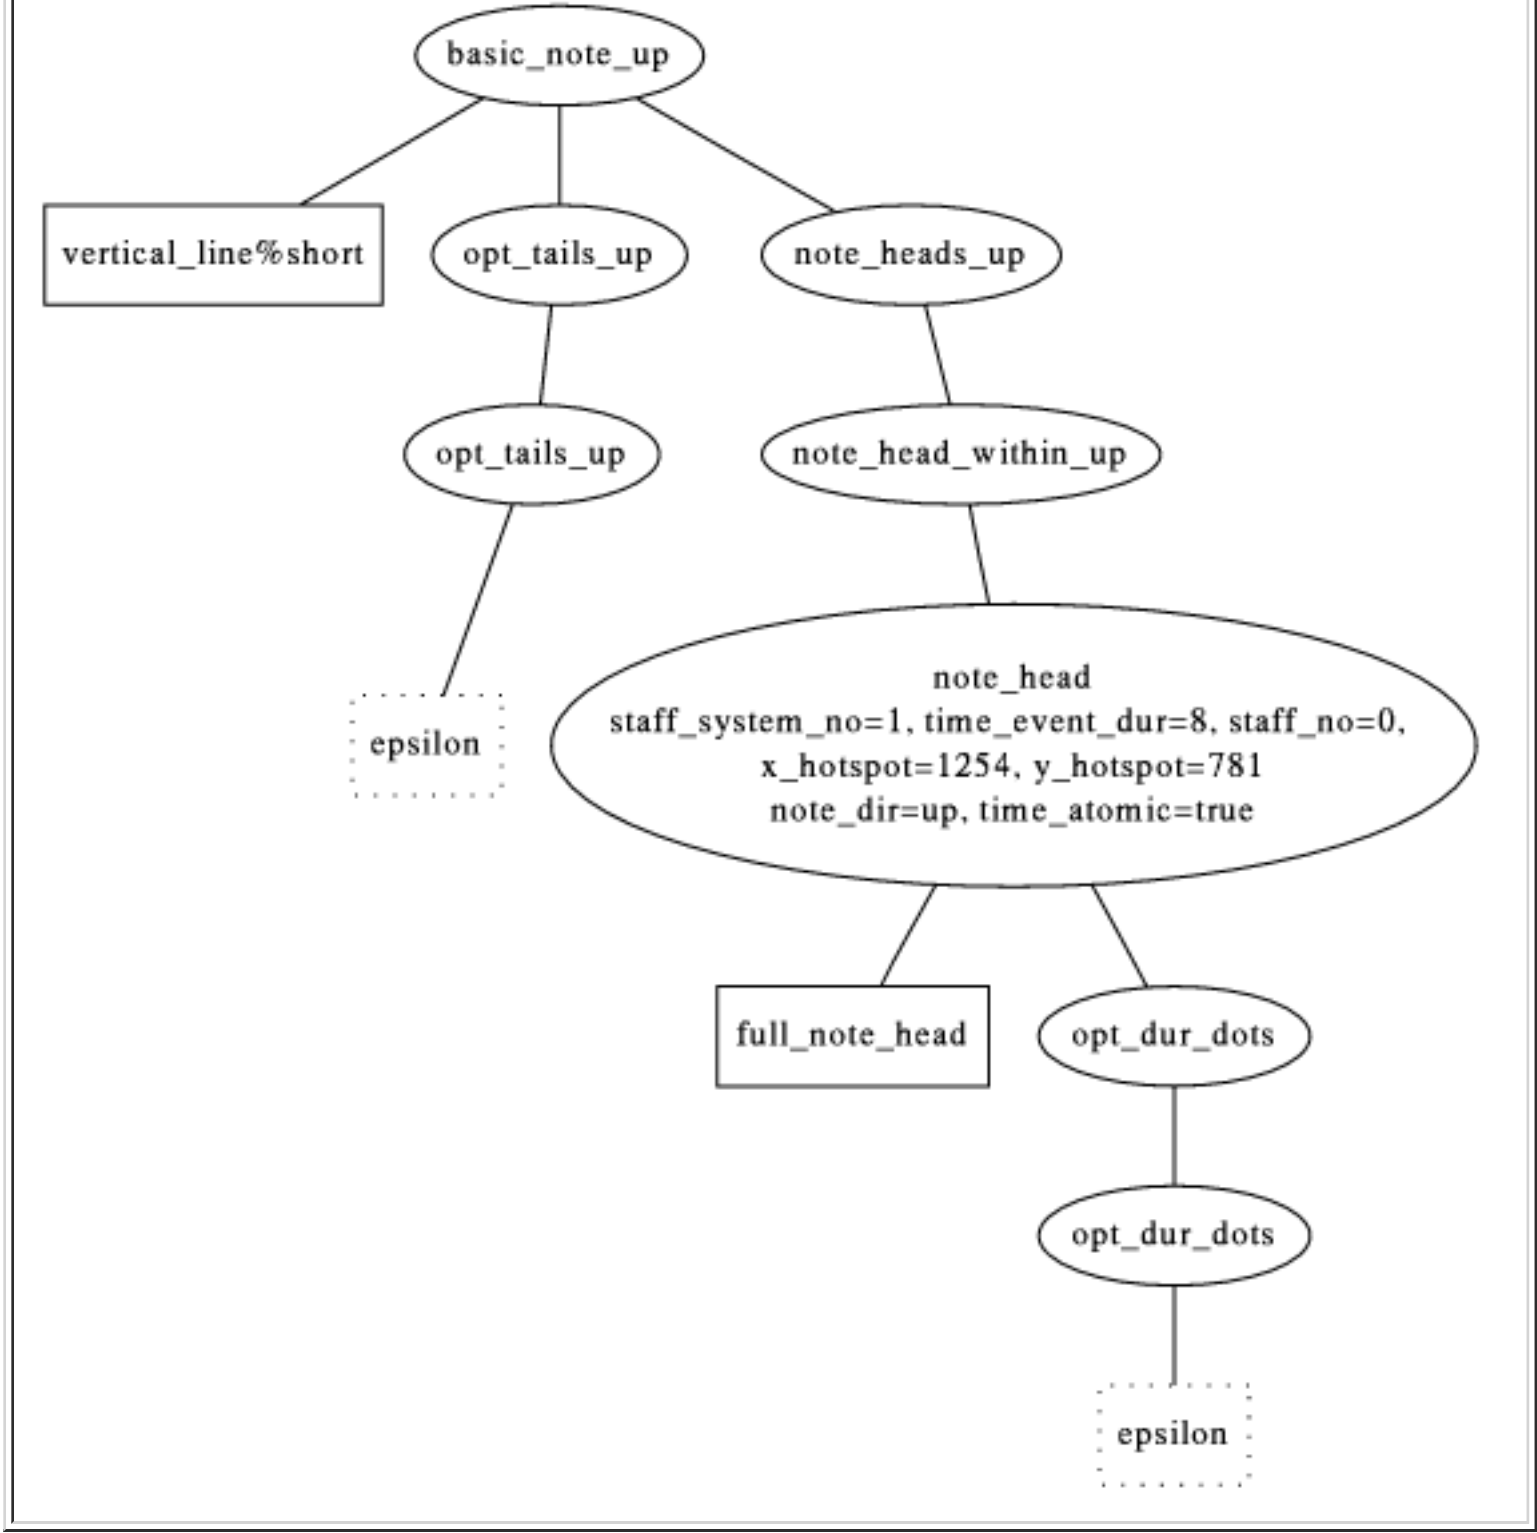 basic_note_up
vertical_line%short
opt_tails_up
note_heads_up
opt_tails_up
note_head_within_up
note_head
staff_system_no=1, time_event_dur=8, staff_no=0,
x_hotspot=1254, y_hotspot=781
note_dir=up, time_atomic=true
epsilon
full_note_head
opt_dur_dots
opt_dur_dots
epsilon